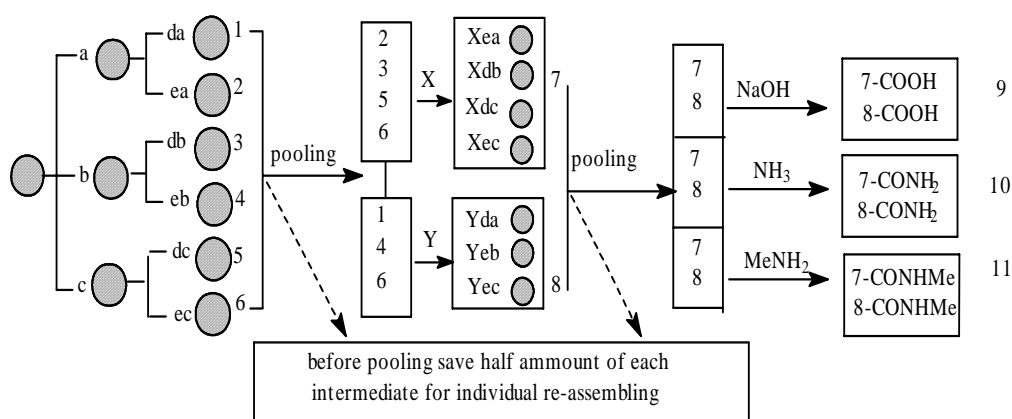 a
da
1
ea
2
b
db
3
eb
4
c
dc
5
ec
6
pooling
2
3
5
6
X
Xea
Xdb
Xdc
Xec
7
1
4
6
Y
Yda
Yeb
Yec
8
pooling
7
8
NaOH
7-COOH
8-COOH
9
7
8
NH₃
7-CONH₂
8-CONH₂
10
7
8
MeNH₂
7-CONHMe
8-CONHMe
11
before pooling save half ammount of each
intermediate for individual re-assembling